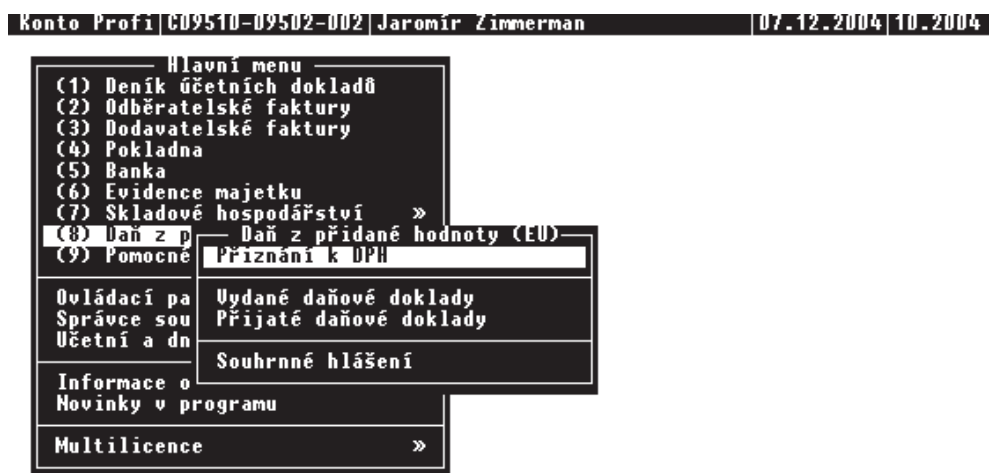 Konto Profi|C09510-09502-002|Jaromír Zimmerman |07.12.2004|10.2004
Hlavní menu
(1) Deník účetních dokladů
(2) Odběratelské faktury
(3) Dodavatelské faktury
(4) Pokladna
(5) Banka
(6) Evidence majetku
(7) Skladové hospodářství »
(8) Daň z p
(9) Pomocné
Ovládací pa
Správce sou
Učetní a dn
Informace o
Novinky v programu
Multilicence »
Daň z přidané hodnoty (EU)
Přiznání k DPH
Vydané daňové doklady
Přijaté daňové doklady
Souhrnné hlášení